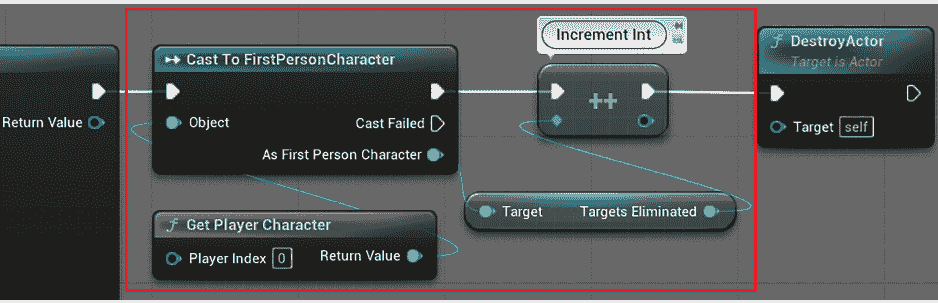 Increment Int
++
Return Value
Cast To FirstPersonCharacter
Object
Cast Failed
As First Person Character
f Get Player Character
Player Index 0
Return Value
Target
Targets Eliminated
f DestroyActor
Target is Actor
Target self